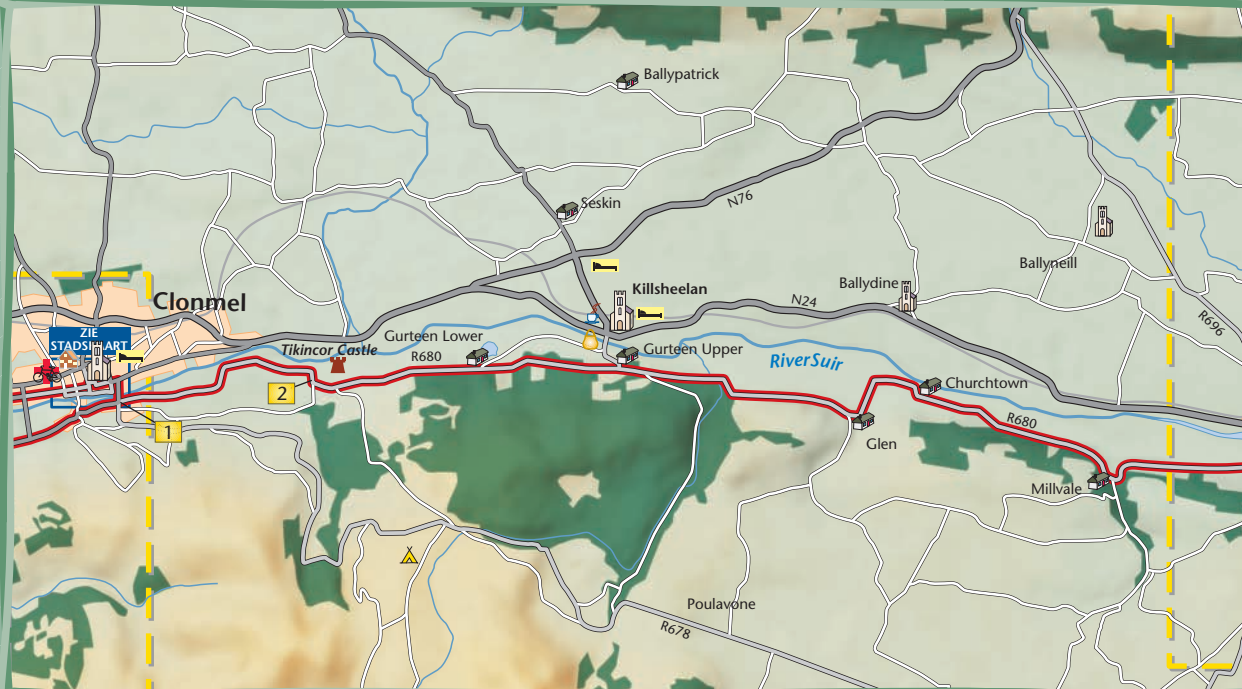 Ballypatrick
Seskin
N76
Ballyneill
Ballydine
Killsheelan
Clonmel
N24
R696
ZIE
STADSKAART
Gurteen Lower
Tikincor Castle
R680
Gurteen Upper
RiverSuir
Churchtown
2
R680
1
Glen
Millvale
Poulavone
R678